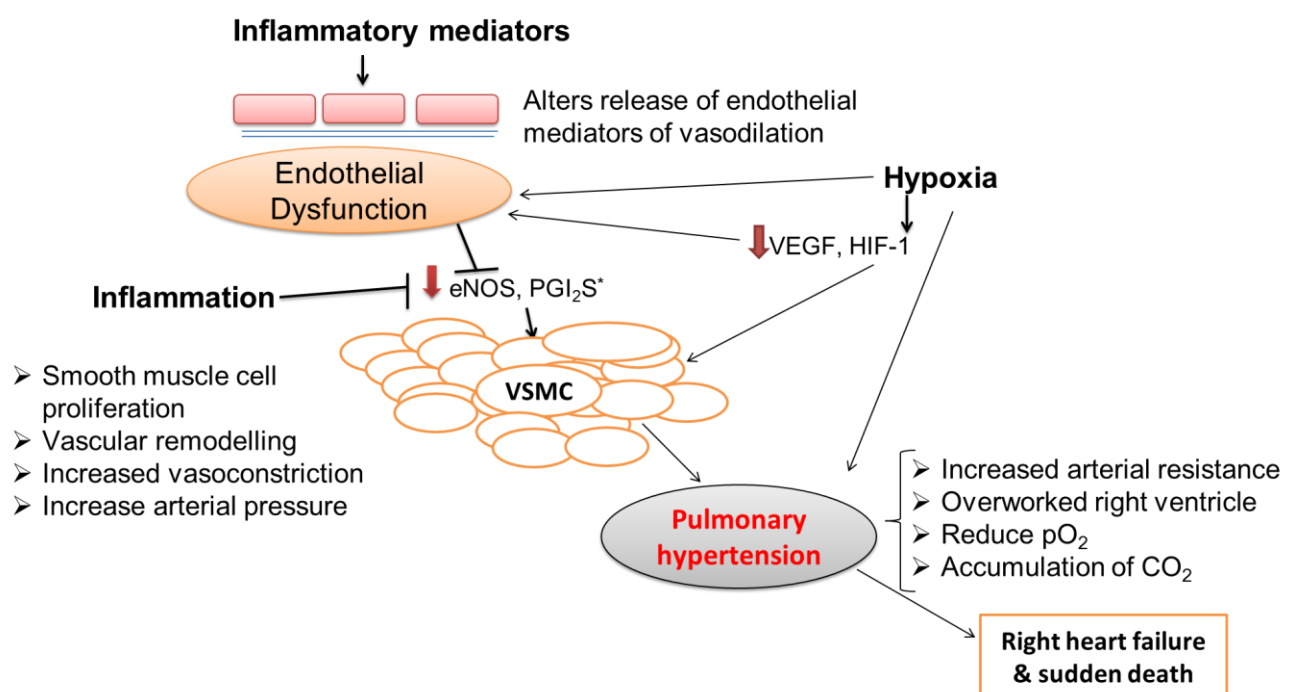 Inflammatory mediators
Alters release of endothelial
mediators of vasodilation
Endothelial
Dysfunction
Hypoxia
VEGF, HIF-1
Inflammation
eNOS, PGI₂S*
➢ Smooth muscle cell
proliferation
➢ Vascular remodelling
➢ Increased vasoconstriction
➢ Increase arterial pressure
VSMC
Pulmonary
hypertension
➢ Increased arterial resistance
➢ Overworked right ventricle
➢ Reduce pO₂
➢ Accumulation of CO₂
Right heart failure
& sudden death